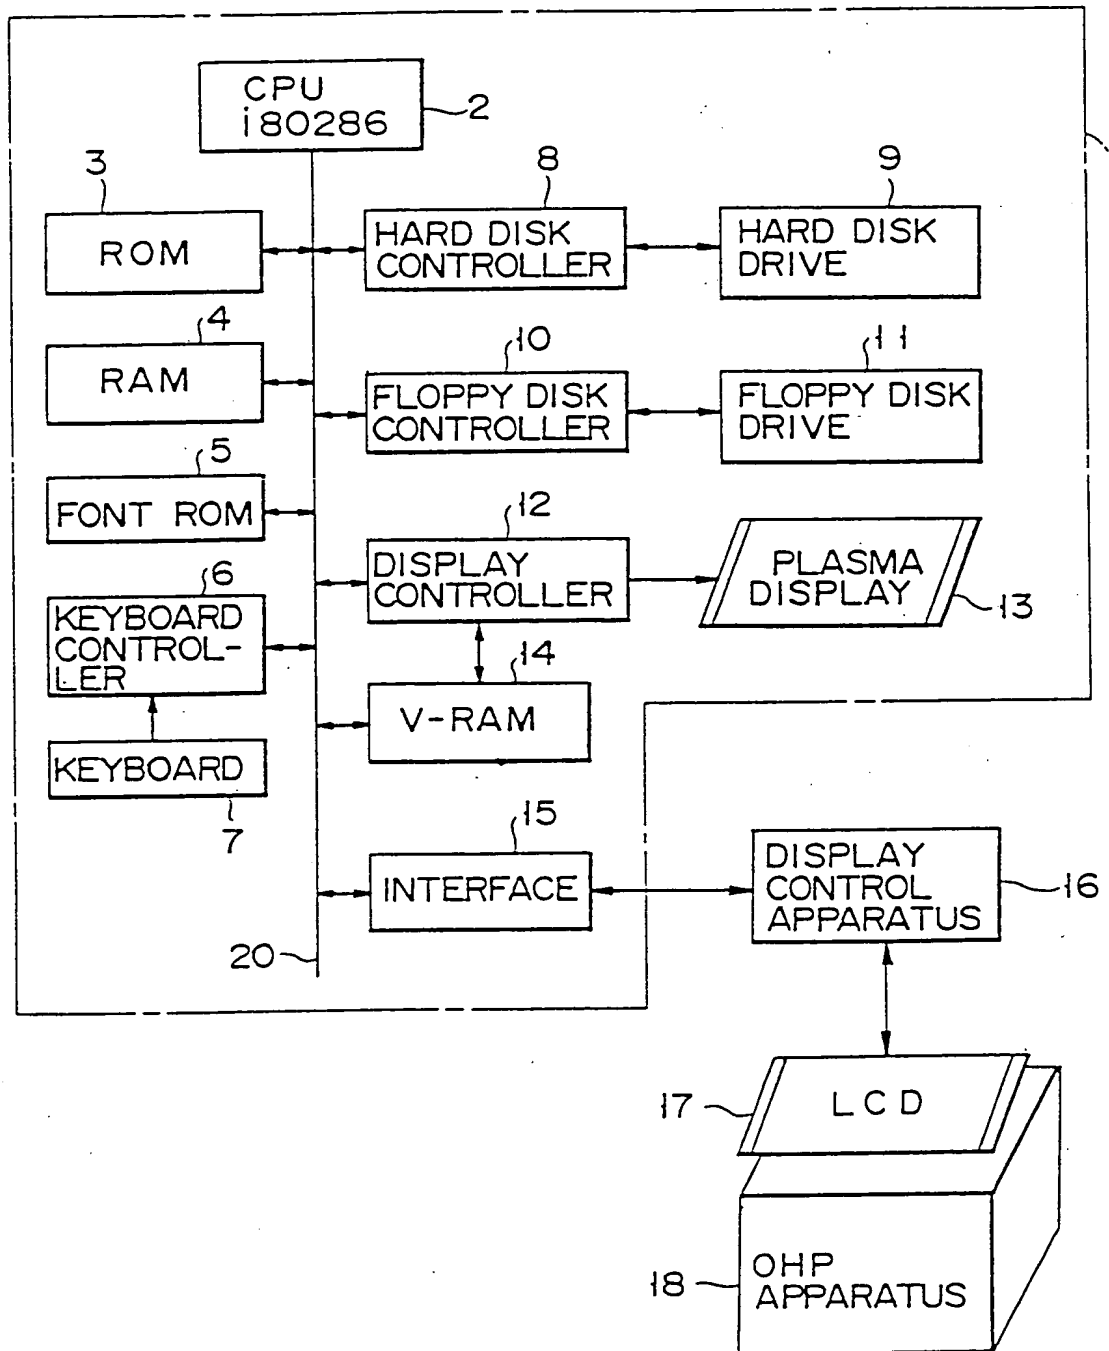 CPU
i80286
2
3
ROM
8
HARD DISK
CONTROLLER
9
HARD DISK
DRIVE
4
RAM
10
FLOPPY DISK
CONTROLLER
11
FLOPPY DISK
DRIVE
5
FONT ROM
12
DISPLAY
CONTROLLER
PLASMA
DISPLAY
13
6
KEYBOARD
CONTROL-
LER
14
V-RAM
KEYBOARD
7
15
INTERFACE
DISPLAY
CONTROL
APPARATUS
16
20
17
LCD
18
OHP
APPARATUS